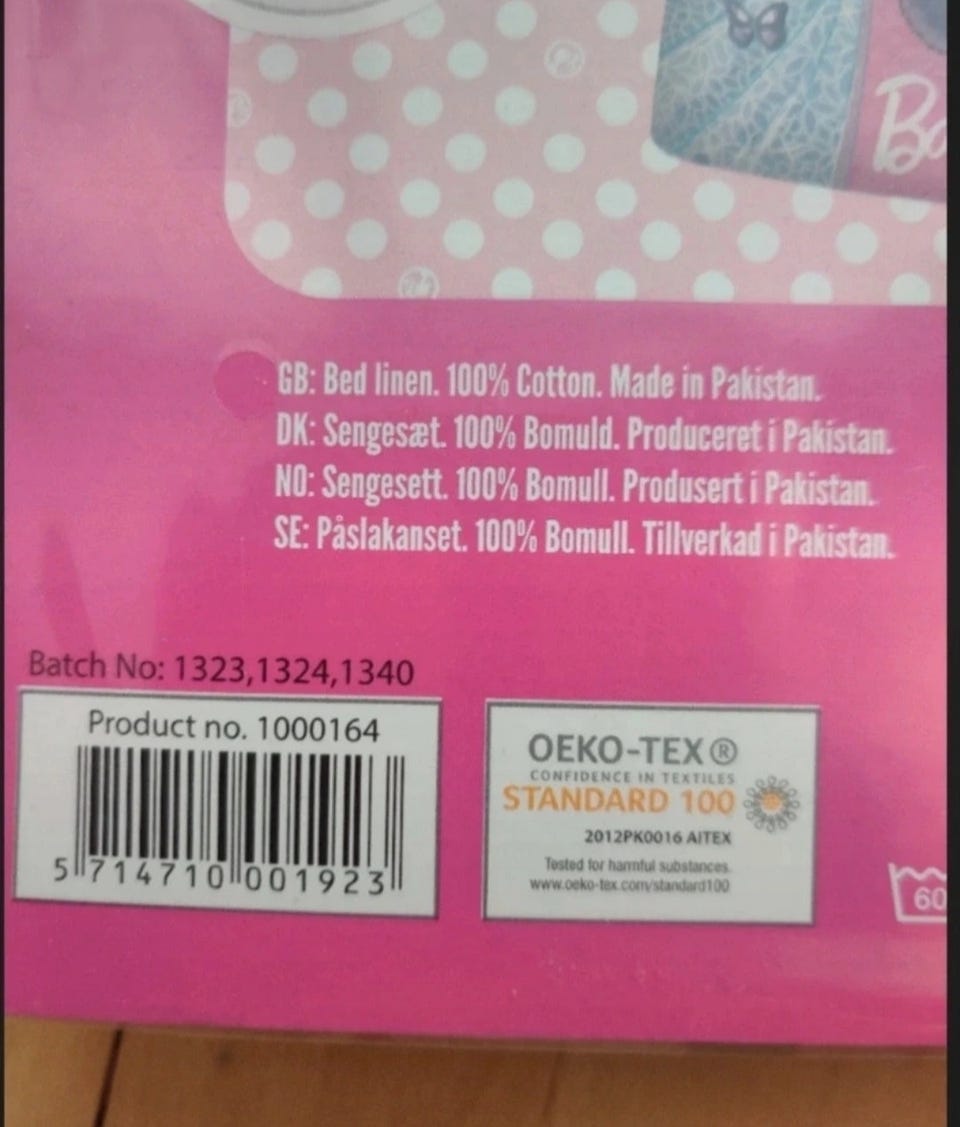 GB: Bed linen. 100% Cotton. Made in Pakistan.
DK: Sengesæt. 100% Bomuld. Produceret i Pakistan.
NO: Sengesett. 100% Bomull. Produsert i Pakistan.
SE: Påslakanset. 100% Bomull. Tillverkad i Pakistan.
Batch No: 1323,1324,1340
Product no. 1000164
5 714710 001923
OEKO-TEX®
CONFIDENCE IN TEXTILES
STANDARD 100
2012PK0016 AITEX
Tested for harmful substances.
www.oeko-tex.com/standard100
60